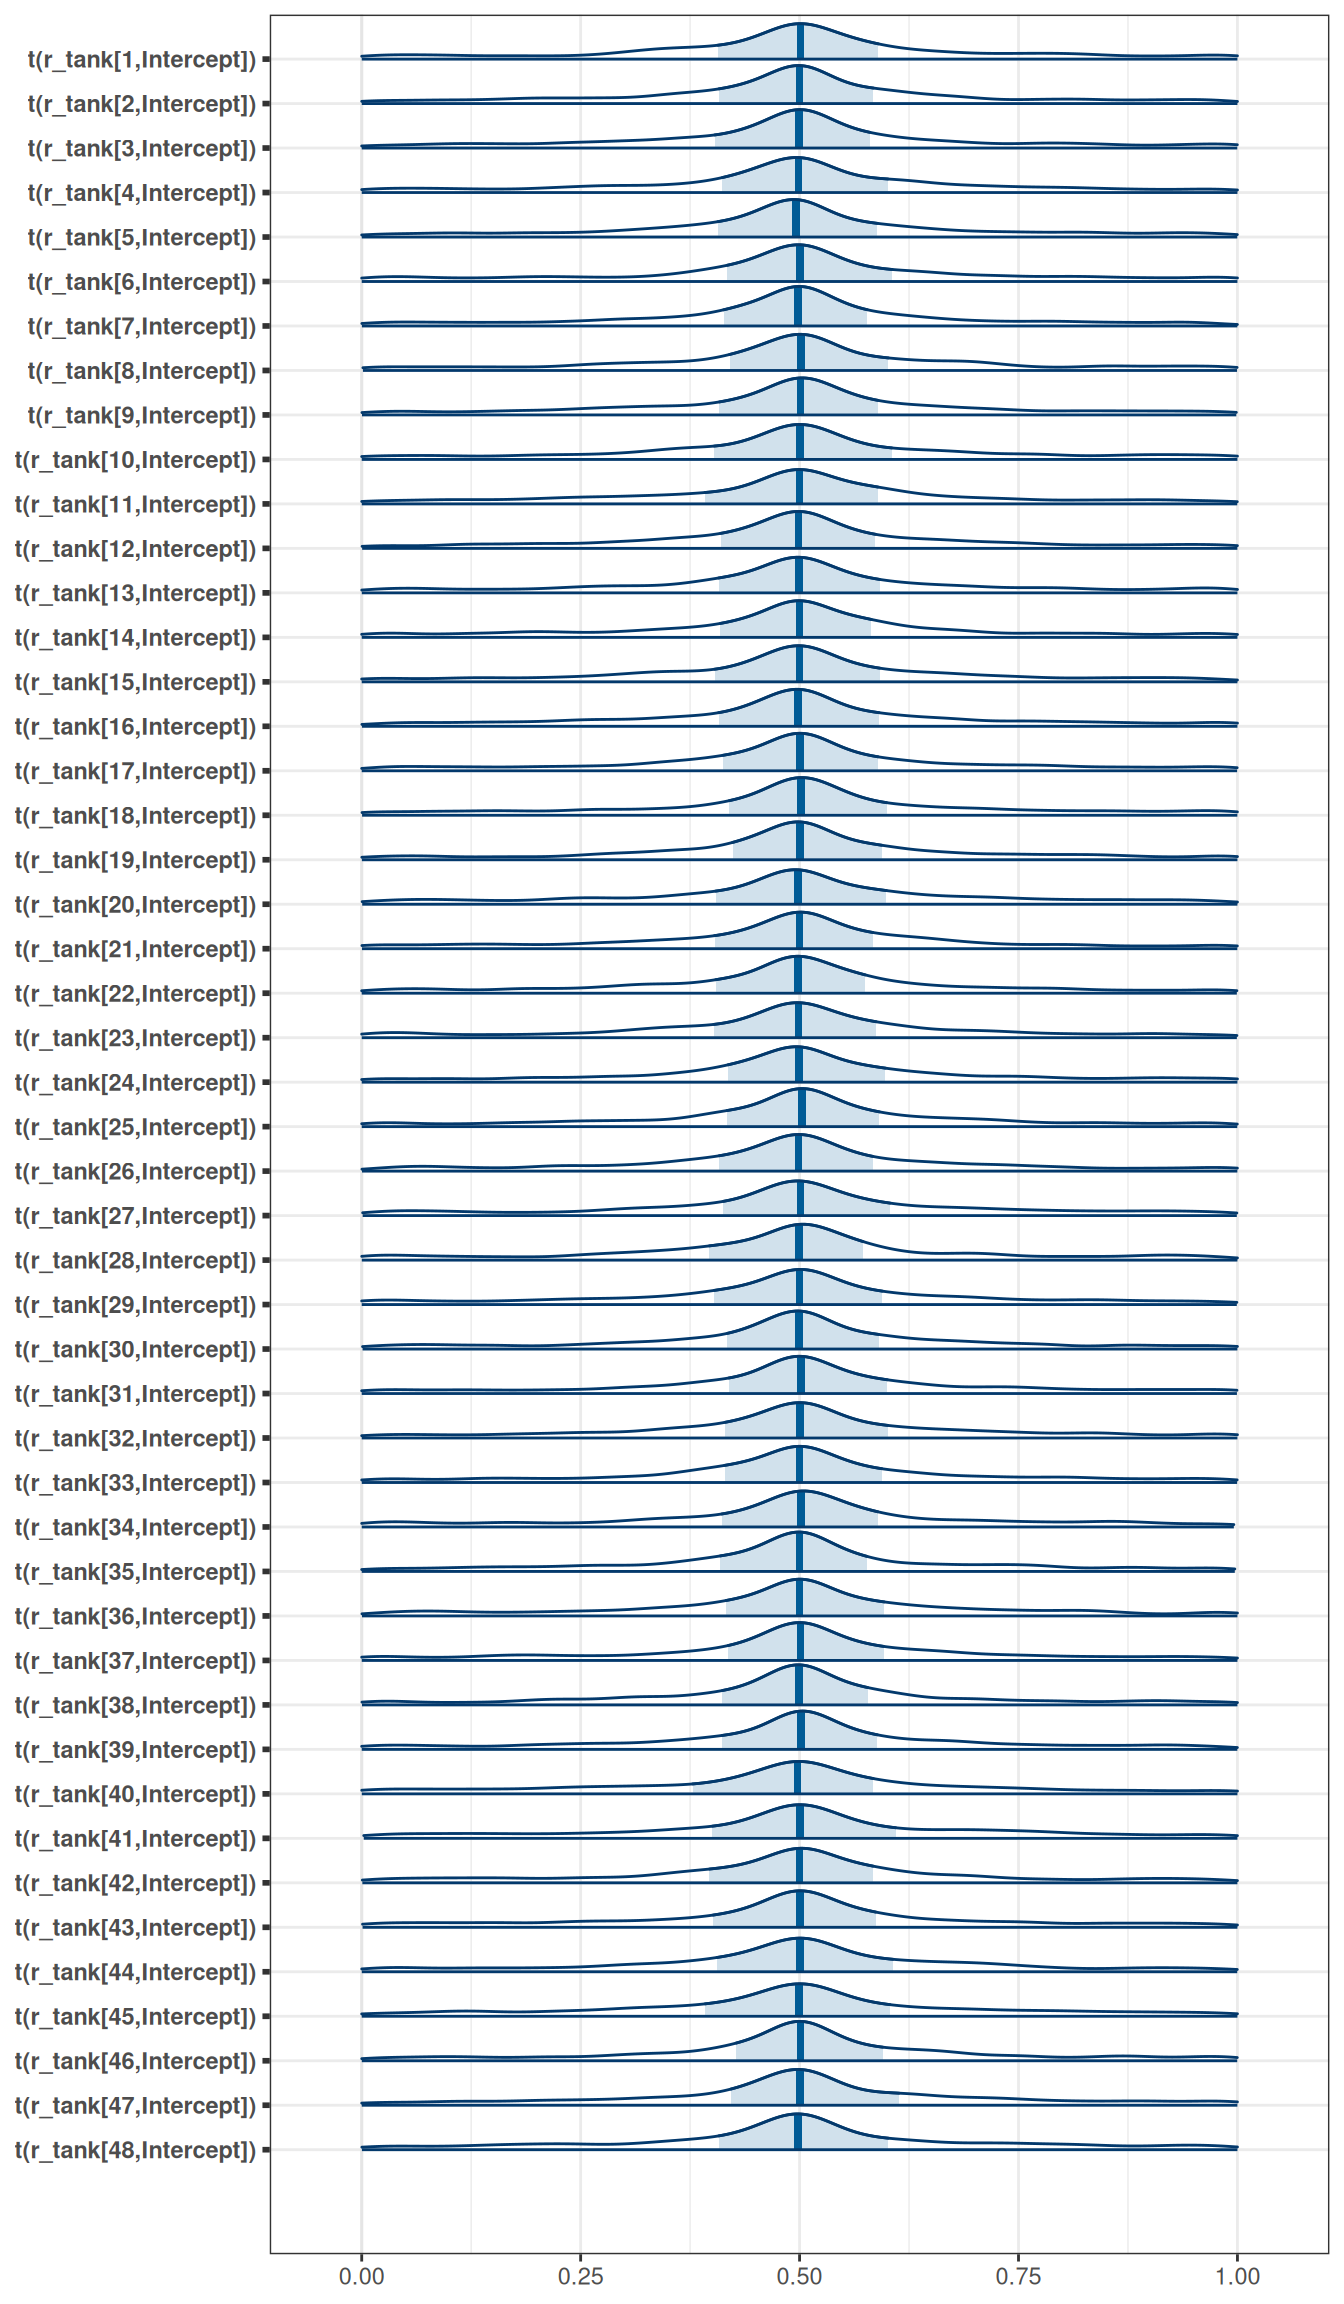 t(r_tank[1,Intercept])
t(r_tank[2,Intercept])
t(r_tank[3,Intercept])
t(r_tank[4,Intercept])
t(r_tank[5,Intercept])
t(r_tank[6,Intercept])
t(r_tank[7,Intercept])
t(r_tank[8,Intercept])
t(r_tank[9,Intercept])
t(r_tank[10,Intercept])
t(r_tank[11,Intercept])
t(r_tank[12,Intercept])
t(r_tank[13,Intercept])
t(r_tank[14,Intercept])
t(r_tank[15,Intercept])
t(r_tank[16,Intercept])
t(r_tank[17,Intercept])
t(r_tank[18,Intercept])
t(r_tank[19,Intercept])
t(r_tank[20,Intercept])
t(r_tank[21,Intercept])
t(r_tank[22,Intercept])
t(r_tank[23,Intercept])
t(r_tank[24,Intercept])
t(r_tank[25,Intercept])
t(r_tank[26,Intercept])
t(r_tank[27,Intercept])
t(r_tank[28,Intercept])
t(r_tank[29,Intercept])
t(r_tank[30,Intercept])
t(r_tank[31,Intercept])
t(r_tank[32,Intercept])
t(r_tank[33,Intercept])
t(r_tank[34,Intercept])
t(r_tank[35,Intercept])
t(r_tank[36,Intercept])
t(r_tank[37,Intercept])
t(r_tank[38,Intercept])
t(r_tank[39,Intercept])
t(r_tank[40,Intercept])
t(r_tank[41,Intercept])
t(r_tank[42,Intercept])
t(r_tank[43,Intercept])
t(r_tank[44,Intercept])
t(r_tank[45,Intercept])
t(r_tank[46,Intercept])
t(r_tank[47,Intercept])
t(r_tank[48,Intercept])
0.00 0.25 0.50 0.75 1.00